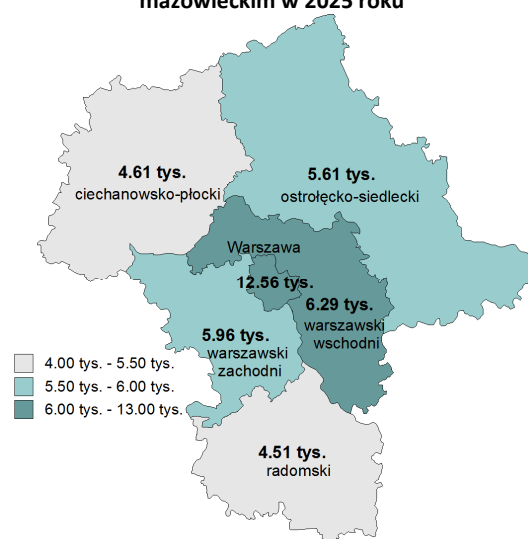 mazowieckim w 2025 roku
4.61 tys.
ciechanowsko-płocki
5.61 tys.
ostrołęcko-siedlecki
Warszawa
12.56 tys.
6.29 tys.
warszawski
wschodni
5.96 tys.
warszawski
zachodni
4.00 tys. - 5.50 tys.
5.50 tys. - 6.00 tys.
6.00 tys. - 13.00 tys.
4.51 tys.
radomski